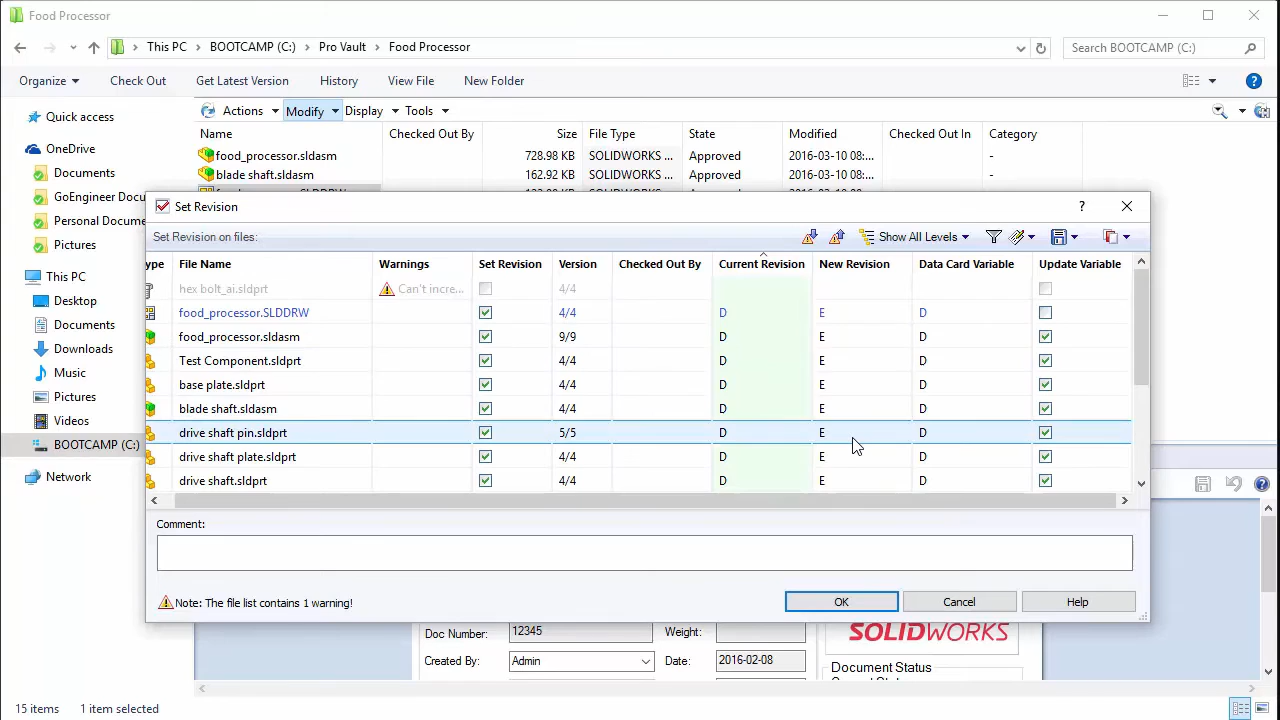 Food Processor
This PC BOOTCAMP (C:) Pro Vault Food Processor
Search BOOTCAMP (C:)
Organize Check Out Get Latest Version History View File New Folder
Quick access
OneDrive
Documents
GoEngineer Docu
Personal Docume
Pictures
This PC
Desktop
Documents
Downloads
Music
Pictures
Videos
BOOTCAMP (C:)
Network
Actions Modify Display Tools
Name Checked Out By Size File Type State Modified Checked Out In Category
food_processor.sldasm 728.98 KB SOLIDWORKS ... Approved 2016-03-10 08:... -
blade shaft.sldasm 162.92 KB SOLIDWORKS ... Approved 2016-03-10 08:... -
Set Revision
Set Revision on files: Show All Levels
ype File Name Warnings Set Revision Version Checked Out By Current Revision New Revision Data Card Variable Update Variable
hex bolt_ai.sldprt Can't incre... 4/4
food_processor.SLDDRW 4/4 D E D
food_processor.sldasm 9/9 D E D
Test Component.sldprt 4/4 D E D
base plate.sldprt 4/4 D E D
blade shaft.sldasm 4/4 D E D
drive shaft pin.sldprt 5/5 D E D
drive shaft plate.sldprt 4/4 D E D
drive shaft.sldprt 4/4 D E D
Comment:
Note: The file list contains 1 warning!
OK Cancel Help
Doc Number: 12345 Weight:
SOLIDWORKS
Created By: Admin Date: 2016-02-08
Document Status
15 items 1 item selected